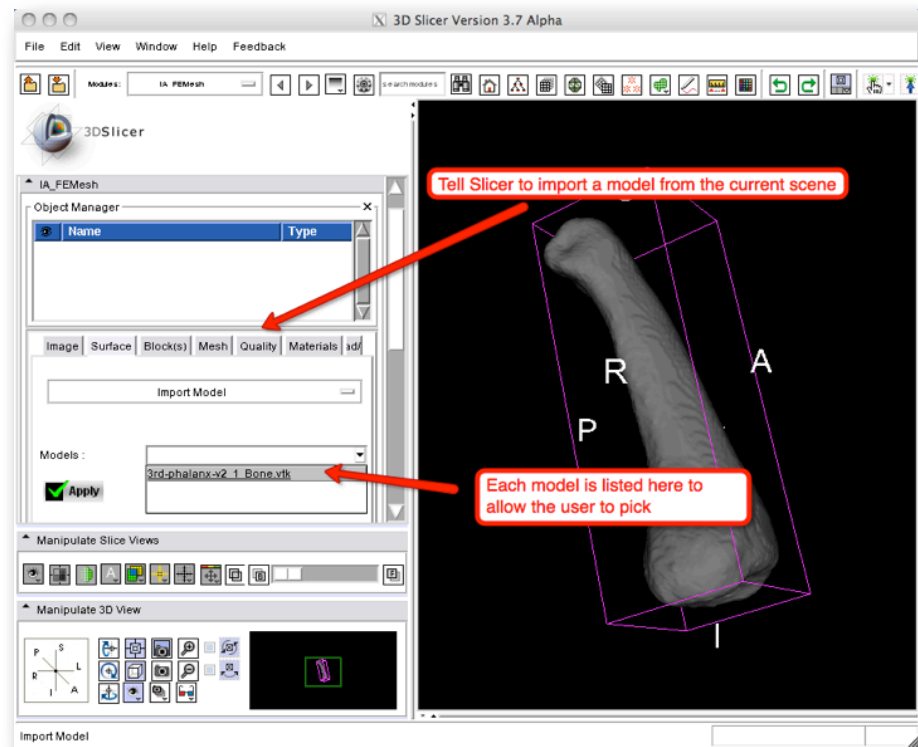 3D Slicer Version 3.7 Alpha
File Edit View Window Help Feedback
Modules: IA_FEMesh search modules
3DSlicer
IA_FEMesh
Object Manager
Name Type
Image Surface Block(s) Mesh Quality Materials ad/
Import Model
Models :
3rd-phalanx-v2_1_Bone.vtk
Apply
Manipulate Slice Views
Manipulate 3D View
P S
R L
I A
Tell Slicer to import a model from the current scene
R A
P
Each model is listed here to
allow the user to pick
I
Import Model